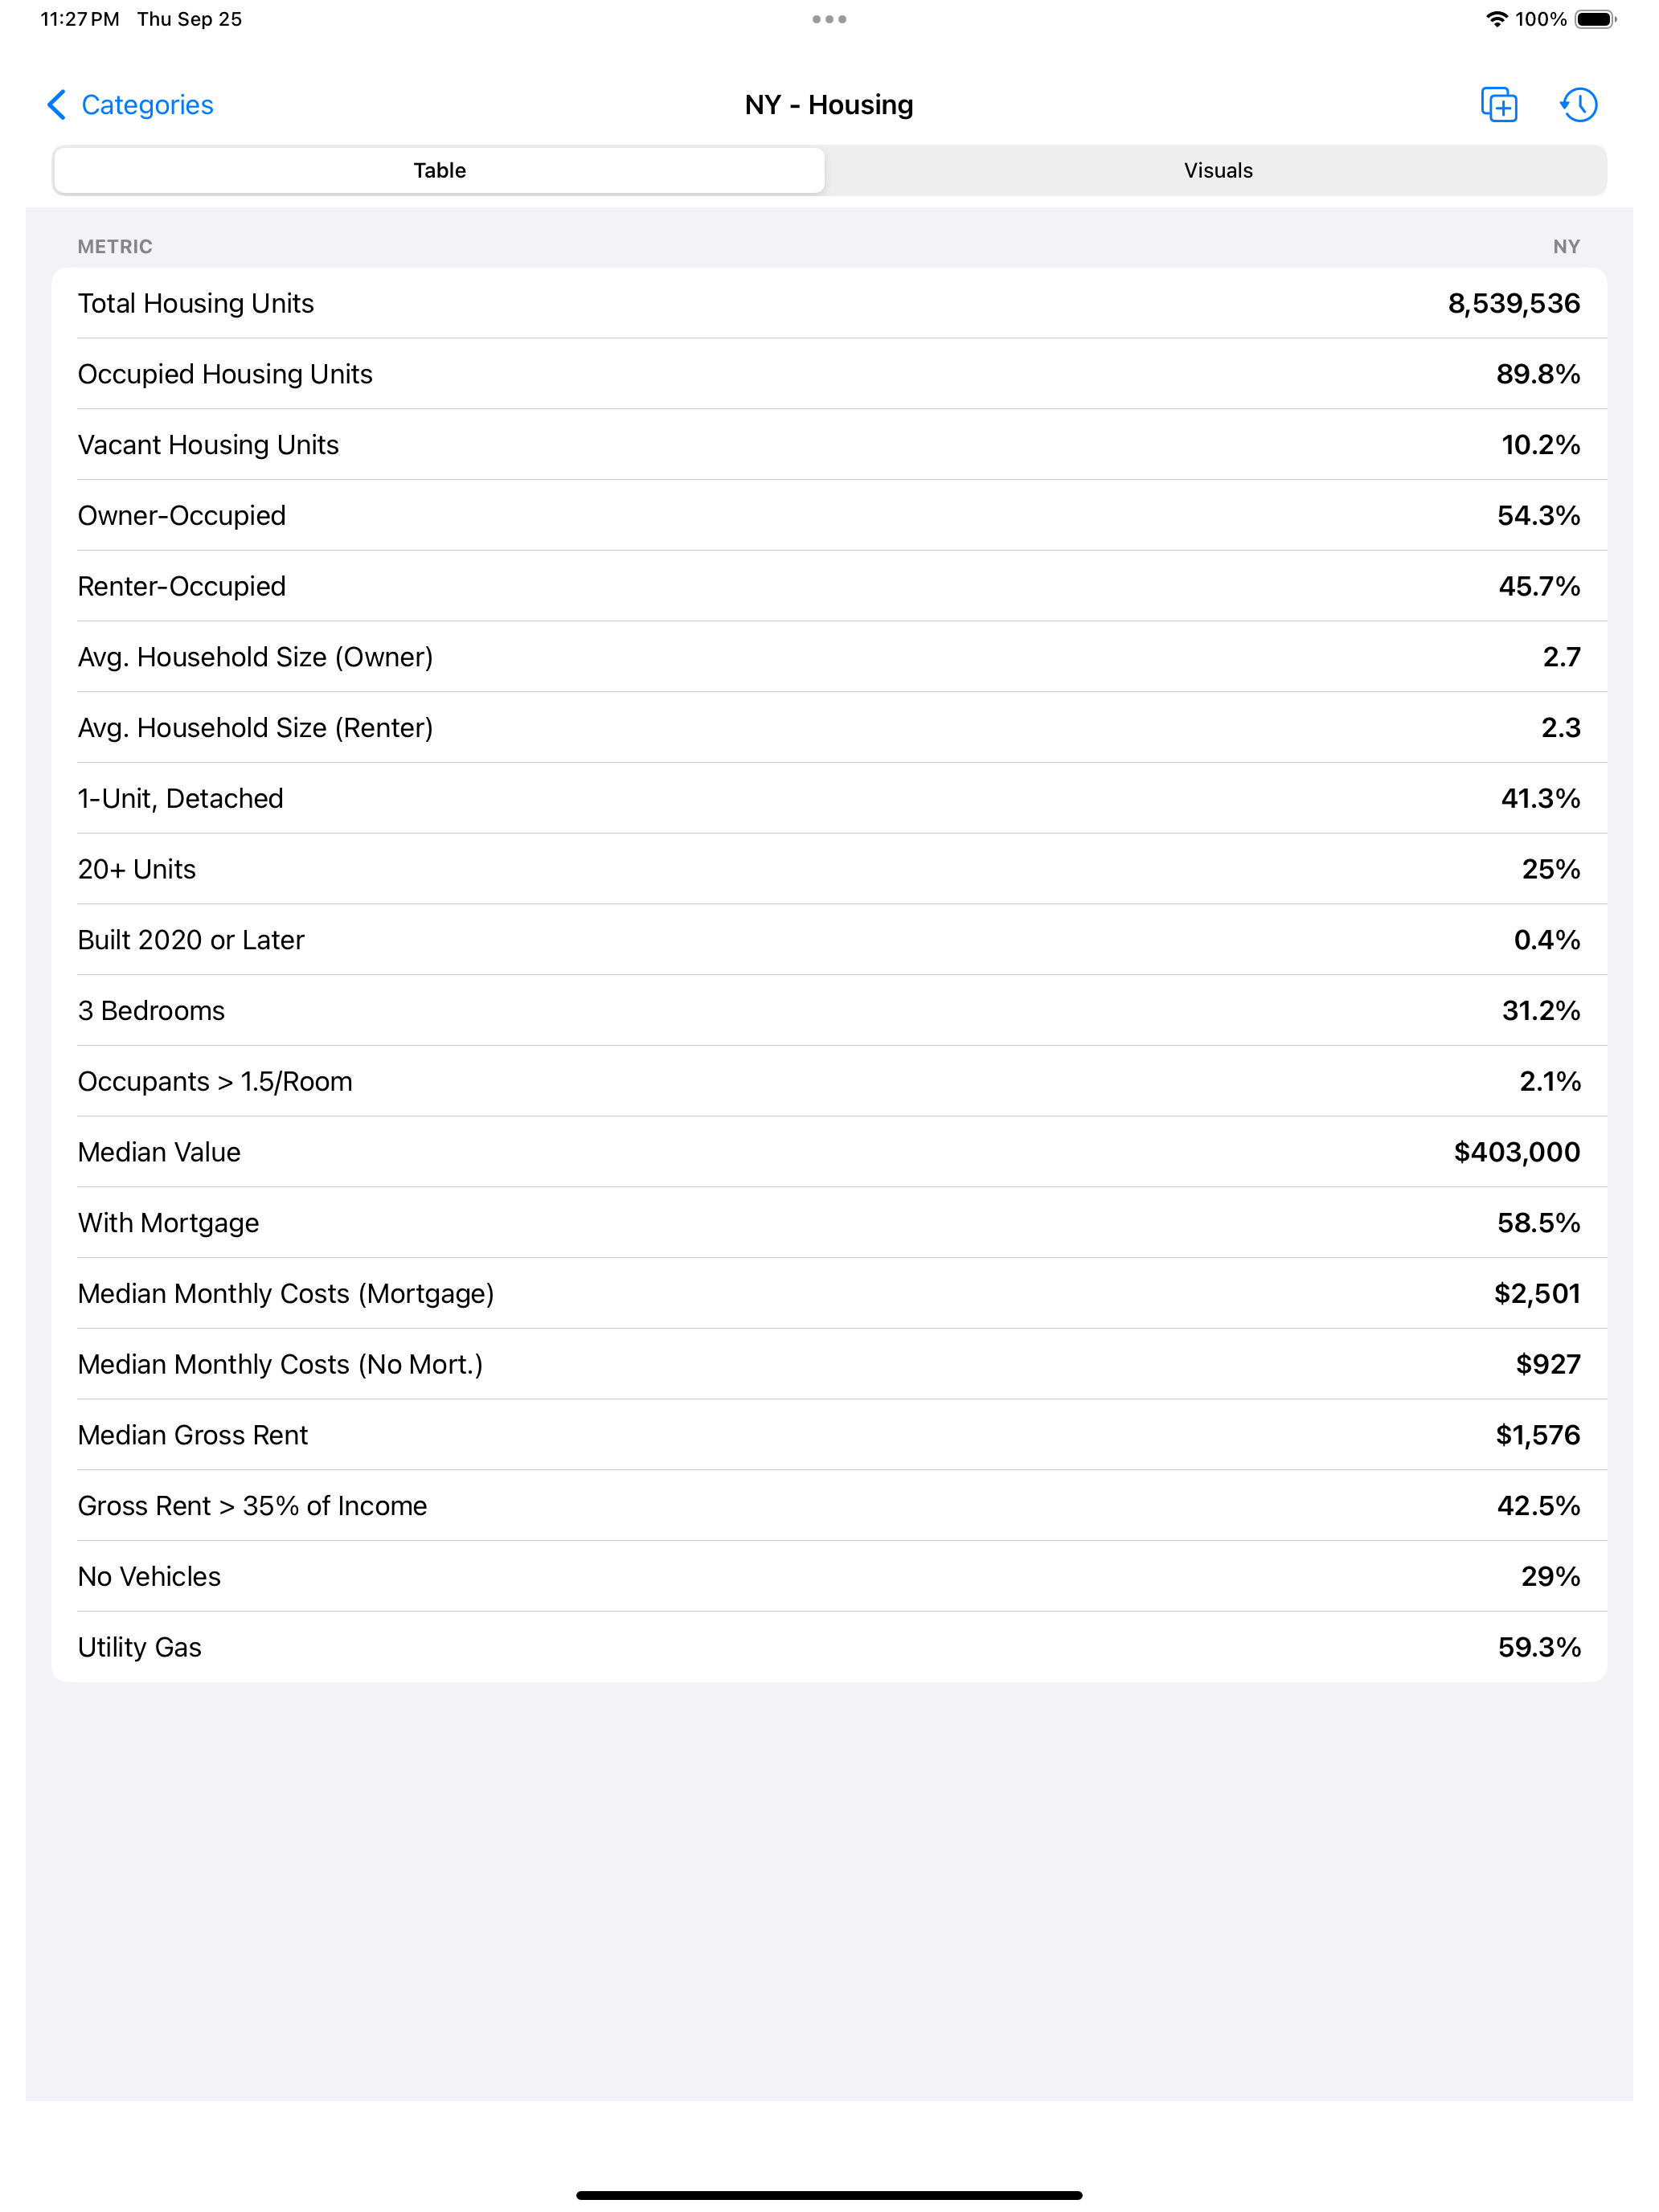 11:27 PM Thu Sep 25
100%
Categories
NY - Housing
Table Visuals
METRIC NY
Total Housing Units 8,539,536
Occupied Housing Units 89.8%
Vacant Housing Units 10.2%
Owner-Occupied 54.3%
Renter-Occupied 45.7%
Avg. Household Size (Owner) 2.7
Avg. Household Size (Renter) 2.3
1-Unit, Detached 41.3%
20+ Units 25%
Built 2020 or Later 0.4%
3 Bedrooms 31.2%
Occupants > 1.5/Room 2.1%
Median Value $403,000
With Mortgage 58.5%
Median Monthly Costs (Mortgage) $2,501
Median Monthly Costs (No Mort.) $927
Median Gross Rent $1,576
Gross Rent > 35% of Income 42.5%
No Vehicles 29%
Utility Gas 59.3%